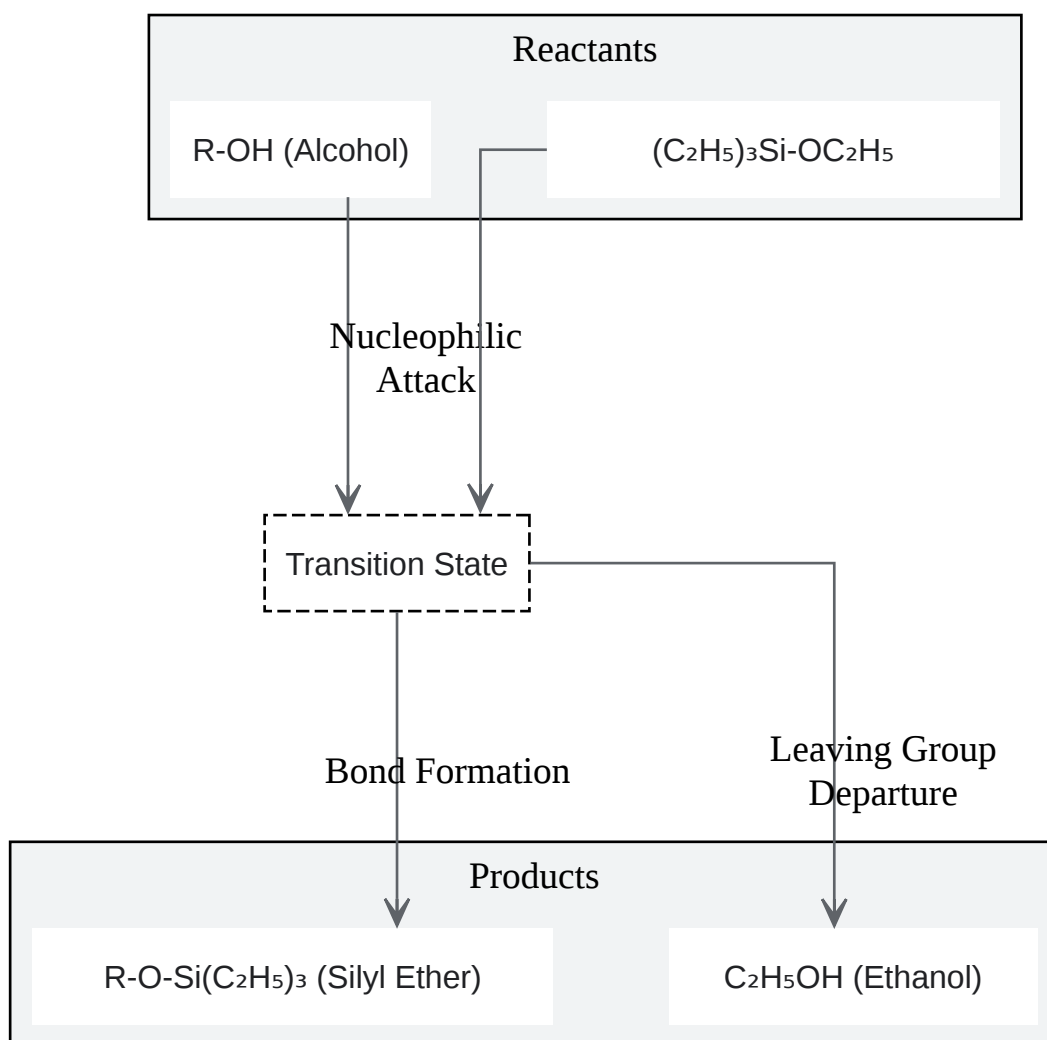 Reactants
R-OH (Alcohol)
(C₂H₅)₃Si-OC₂H₅
Nucleophilic
Attack
Transition State
Bond Formation
Leaving Group
Departure
Products
R-O-Si(C₂H₅)₃ (Silyl Ether)
C₂H₅OH (Ethanol)